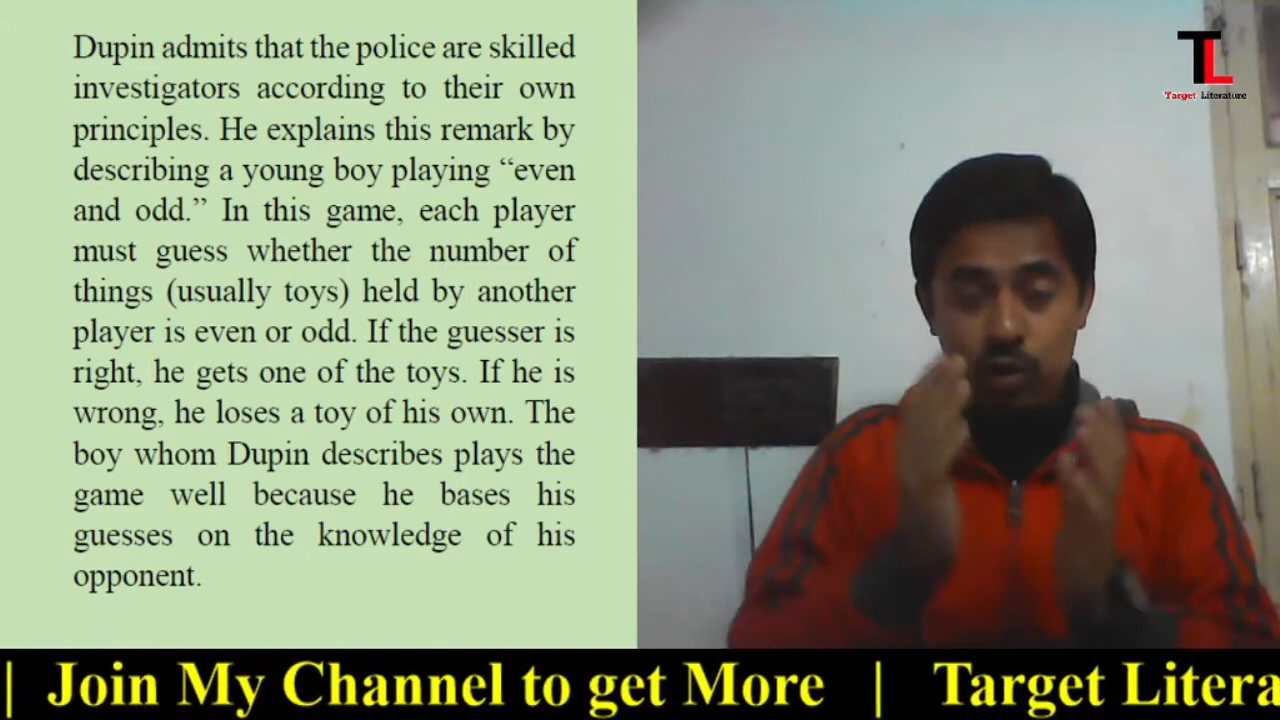 Dupin admits that the police are skilled
investigators according to their own
principles. He explains this remark by
describing a young boy playing “even
and odd.” In this game, each player
must guess whether the number of
things (usually toys) held by another
player is even or odd. If the guesser is
right, he gets one of the toys. If he is
wrong, he loses a toy of his own. The
boy whom Dupin describes plays the
game well because he bases his
guesses on the knowledge of his
opponent.
TL
Target Literature
| Join My Channel to get More | Target Litera